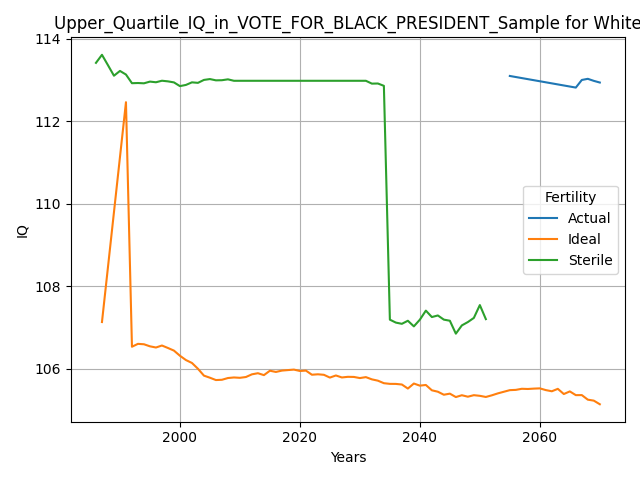 Upper_Quartile_IQ_in_VOTE_FOR_BLACK_PRESIDENT_Sample for White
114
112
110
108
106
IQ
Fertility
Actual
Ideal
Sterile
2000
2020
2040
2060
Years